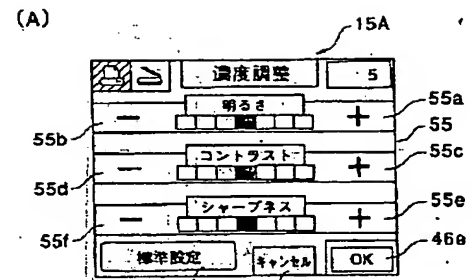 (A)
15A
濃度調整 5
明るさ
55b − + 55a
55
コントラスト
55d − + 55c
シャープネス
55f − + 55e
標準設定 キャンセル OK 46e